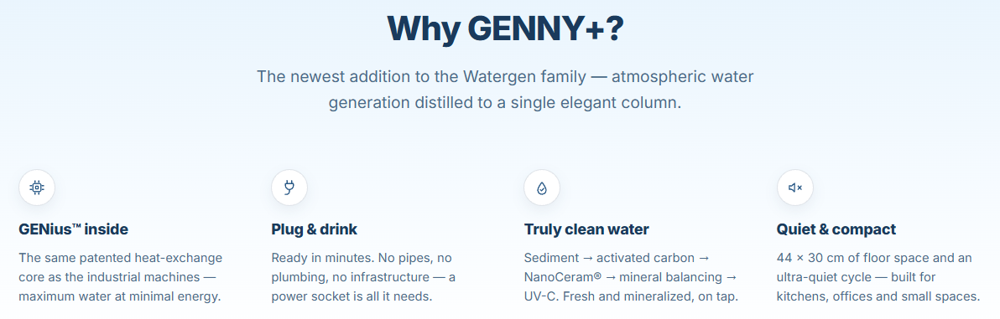 Why GENNY+?
The newest addition to the Watergen family — atmospheric water
generation distilled to a single elegant column.
GENius™ inside
The same patented heat-exchange
core as the industrial machines —
maximum water at minimal energy.
Plug & drink
Ready in minutes. No pipes, no
plumbing, no infrastructure — a
power socket is all it needs.
Truly clean water
Sediment → activated carbon →
NanoCeram® → mineral balancing →
UV-C. Fresh and mineralized, on tap.
Quiet & compact
44 × 30 cm of floor space and an
ultra-quiet cycle — built for
kitchens, offices and small spaces.